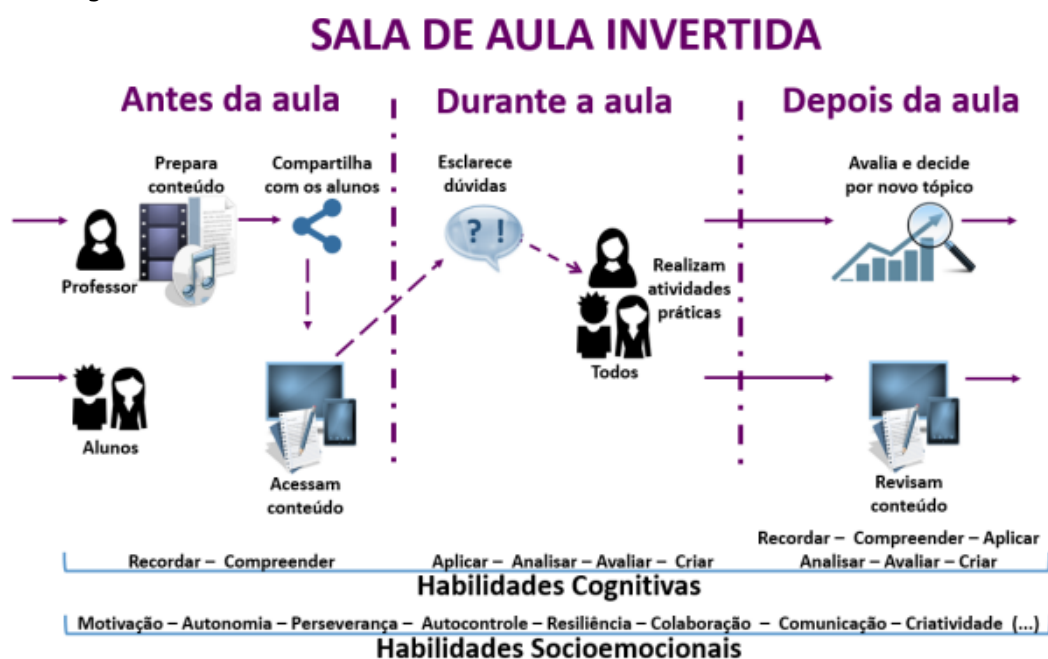 SALA DE AULA INVERTIDA
Antes da aula
Durante a aula
Depois da aula
Prepara
conteúdo
Compartilha
com os alunos
Professor
Alunos
Acessam
conteúdo
Esclarece
dúvidas
? !
Realizam
atividades
práticas
Todos
Avalia e decide
por novo tópico
Revisam
conteúdo
Recordar – Compreender
Aplicar – Analisar – Avaliar – Criar
Recordar – Compreender – Aplicar
Analisar – Avaliar – Criar
Habilidades Cognitivas
Motivação – Autonomia – Perseverança – Autocontrole – Resiliência – Colaboração – Comunicação – Criatividade (...)
Habilidades Socioemocionais